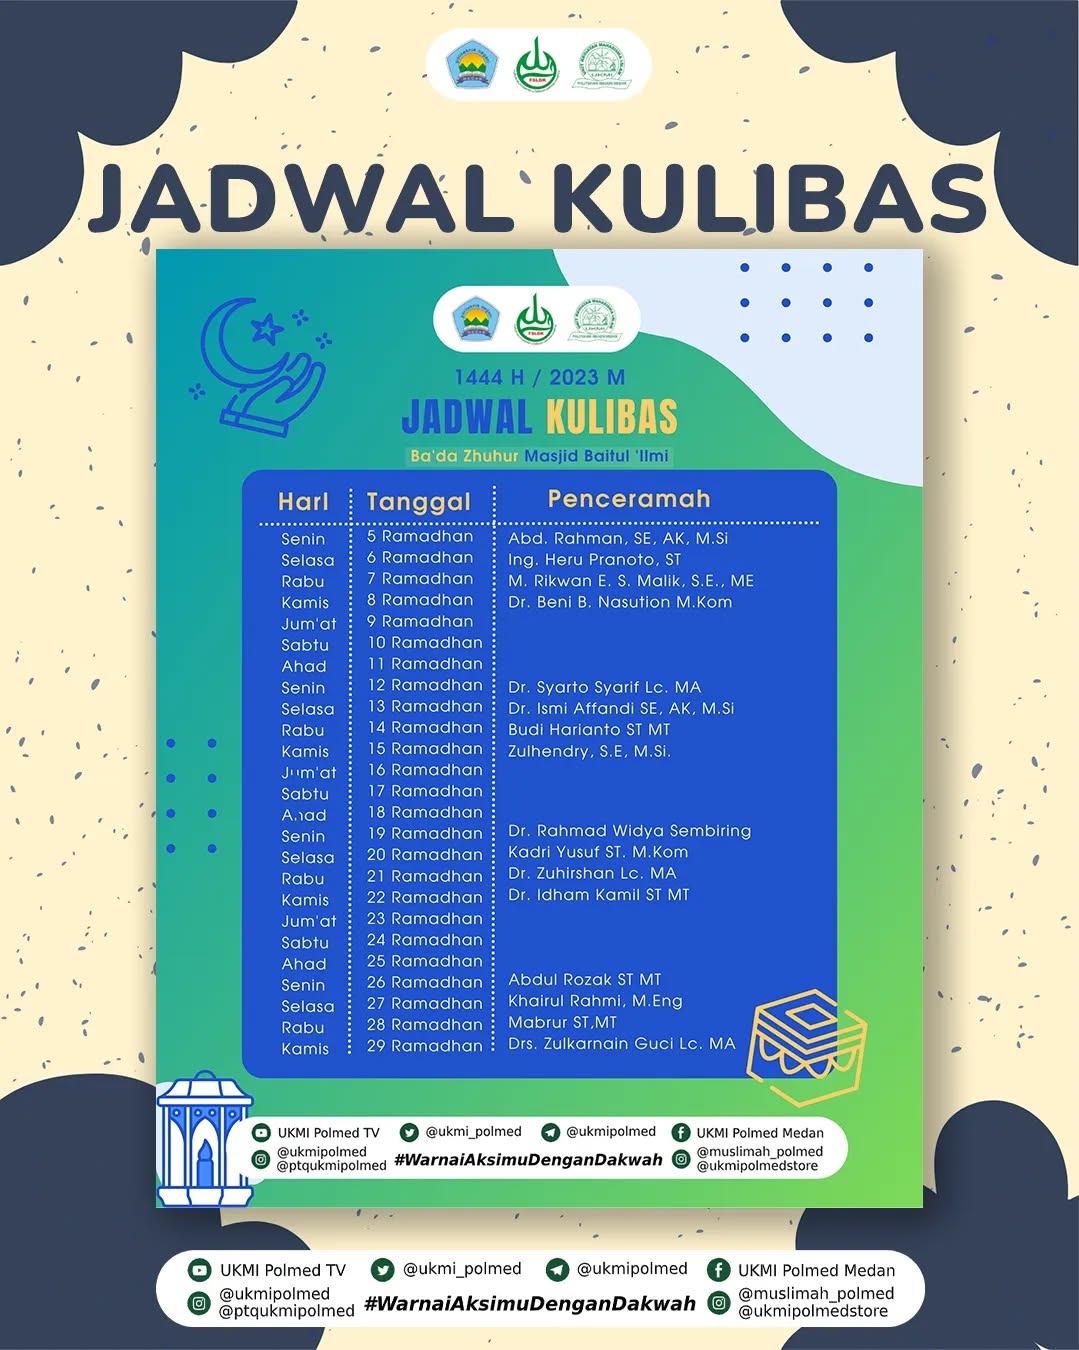 JADWAL KULIBAS
1444 H / 2023 M
JADWAL KULIBAS
Ba'da Zhuhur Masjid Baitul 'Ilmi
HarI Tanggal Penceramah
Senin 5 Ramadhan Abd. Rahman, SE, AK, M.Si
Selasa 6 Ramadhan Ing. Heru Pranoto, ST
Rabu 7 Ramadhan M. Rikwan E. S. Malik, S.E., ME
Kamis 8 Ramadhan Dr. Beni B. Nasution M.Kom
Jum'at 9 Ramadhan
Sabtu 10 Ramadhan
Ahad 11 Ramadhan
Senin 12 Ramadhan Dr. Syarto Syarif Lc. MA
Selasa 13 Ramadhan Dr. Ismi Affandi SE, AK, M.Si
Rabu 14 Ramadhan Budi Harianto ST MT
Kamis 15 Ramadhan Zulhendry, S.E, M.Si.
Jum'at 16 Ramadhan
Sabtu 17 Ramadhan
Ahad 18 Ramadhan
Senin 19 Ramadhan Dr. Rahmad Widya Sembiring
Selasa 20 Ramadhan Kadri Yusuf ST. M.Kom
Rabu 21 Ramadhan Dr. Zuhirshan Lc. MA
Kamis 22 Ramadhan Dr. Idham Kamil ST MT
Jum'at 23 Ramadhan
Sabtu 24 Ramadhan
Ahad 25 Ramadhan
Senin 26 Ramadhan Abdul Rozak ST MT
Selasa 27 Ramadhan Khairul Rahmi, M.Eng
Rabu 28 Ramadhan Mabrur ST,MT
Kamis 29 Ramadhan Drs. Zulkarnain Guci Lc. MA
UKMI Polmed TV @ukmi_polmed @ukmipolmed UKMI Polmed Medan
@ukmipolmed
@ptqukmipolmed
#WarnaiAksimuDenganDakwah
@muslimah_polmed
@ukmipolmedstore
UKMI Polmed TV @ukmi_polmed @ukmipolmed UKMI Polmed Medan
@ukmipolmed
@ptqukmipolmed
#WarnaiAksimuDenganDakwah
@muslimah_polmed
@ukmipolmedstore